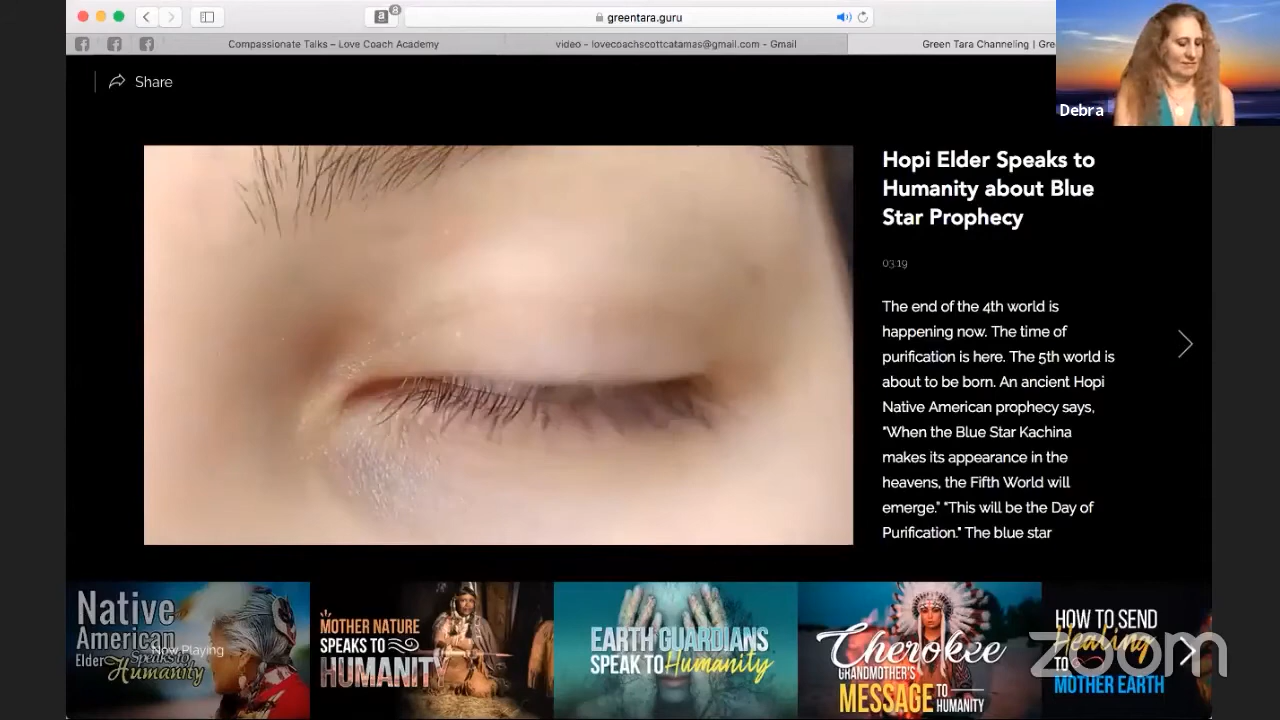 8
greentara.guru
Compassionate Talks – Love Coach Academy
video - lovecoachscottcatamas@gmail.com - Gmail
Green Tara Channeling | Gre
Debra
Share
Hopi Elder Speaks to
Humanity about Blue
Star Prophecy
03:19
The end of the 4th world is
happening now. The time of
purification is here. The 5th world is
about to be born. An ancient Hopi
Native American prophecy says,
"When the Blue Star Kachina
makes its appearance in the
heavens, the Fifth World will
emerge." "This will be the Day of
Purification." The blue star
Native
American
Elder Speaks to
Humanity
Now Playing
MOTHER NATURE
SPEAKS TO
HUMANITY
EARTH GUARDIANS
SPEAK TO Humanity
Cherokee
GRANDMOTHER'S
MESSAGE TO
HUMANITY
HOW TO SEND
Healing
TO
MOTHER EARTH
zoom